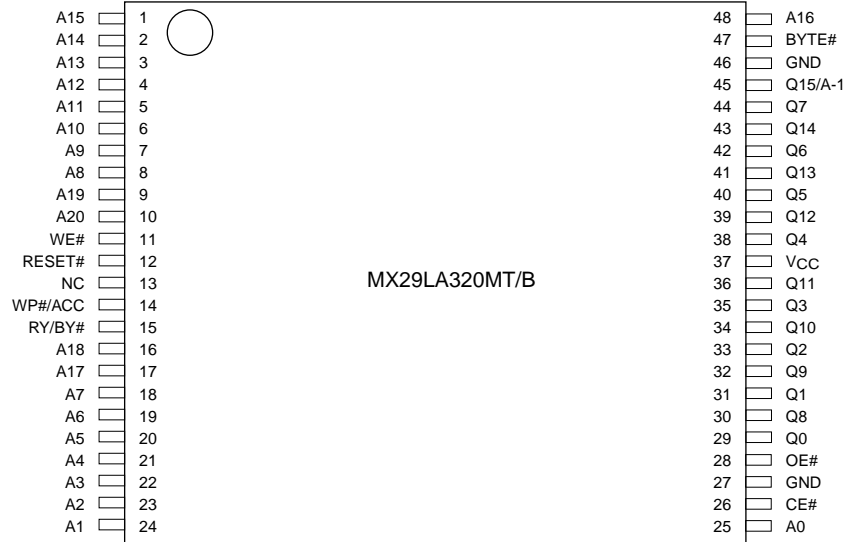 A15 1 48 A16
A14 2 47 BYTE#
A13 3 46 GND
A12 4 45 Q15/A-1
A11 5 44 Q7
A10 6 43 Q14
A9 7 42 Q6
A8 8 41 Q13
A19 9 40 Q5
A20 10 39 Q12
WE# 11 38 Q4
RESET# 12 37 VCC
NC 13 MX29LA320MT/B 36 Q11
WP#/ACC 14 35 Q3
RY/BY# 15 34 Q10
A18 16 33 Q2
A17 17 32 Q9
A7 18 31 Q1
A6 19 30 Q8
A5 20 29 Q0
A4 21 28 OE#
A3 22 27 GND
A2 23 26 CE#
A1 24 25 A0